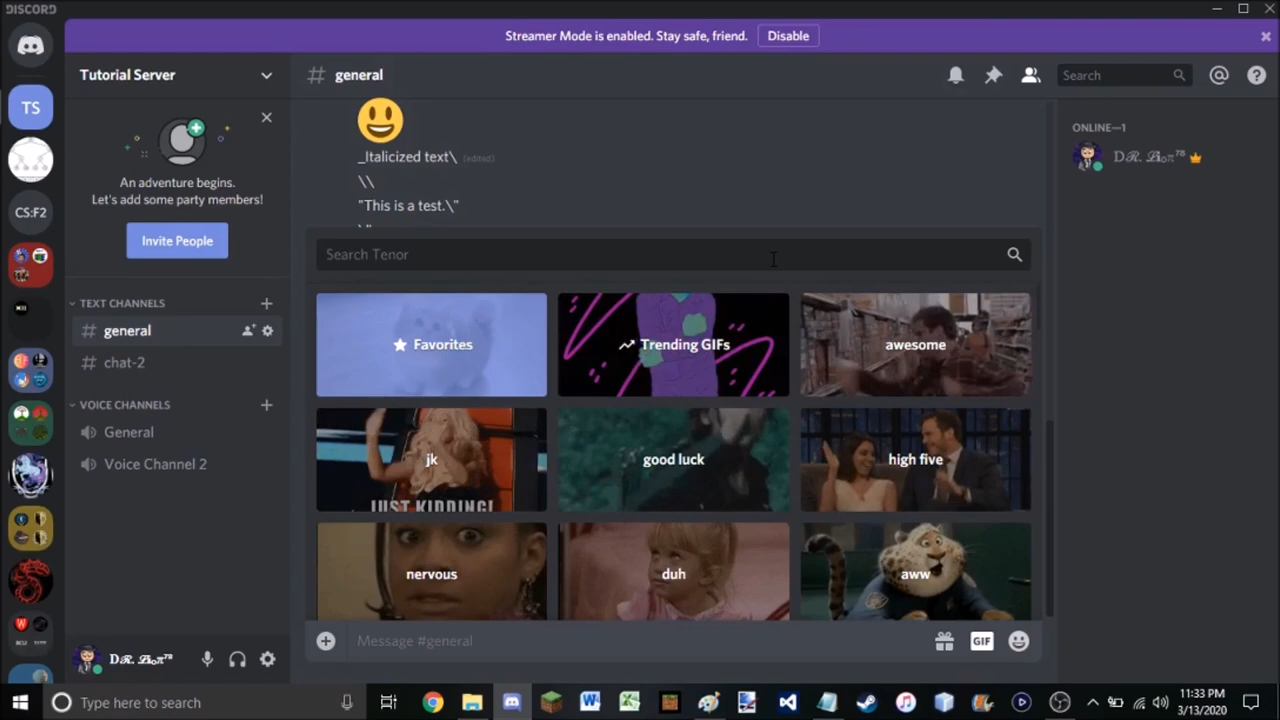 DISCORD
Streamer Mode is enabled. Stay safe, friend.
Disable
TS
CS:F2
Tutorial Server
An adventure begins.
Let's add some party members!
Invite People
TEXT CHANNELS
general
chat-2
VOICE CHANNELS
General
Voice Channel 2
𝔻ℛ. ℬ𝓲𝓸𝓷⁷⁸
# general
Search
_Italicized text\ (edited)
\\
"This is a test.\"
Search Tenor
Favorites
Trending GIFs
awesome
jk
JUST KIDDING!
good luck
high five
nervous
duh
aww
Message #general
GIF
ONLINE—1
Type here to search
11:33 PM
3/13/2020